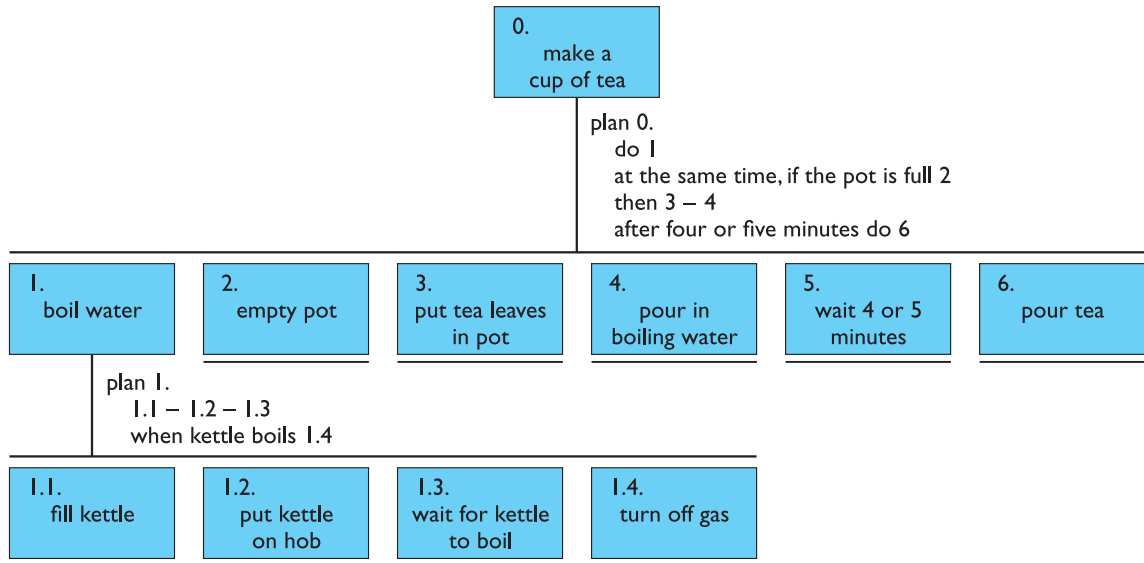 0.
make a
cup of tea
plan 0.
do 1
at the same time, if the pot is full 2
then 3 – 4
after four or five minutes do 6
1.
boil water
2.
empty pot
3.
put tea leaves
in pot
4.
pour in
boiling water
5.
wait 4 or 5
minutes
6.
pour tea
plan 1.
1.1 – 1.2 – 1.3
when kettle boils 1.4
1.1.
fill kettle
1.2.
put kettle
on hob
1.3.
wait for kettle
to boil
1.4.
turn off gas